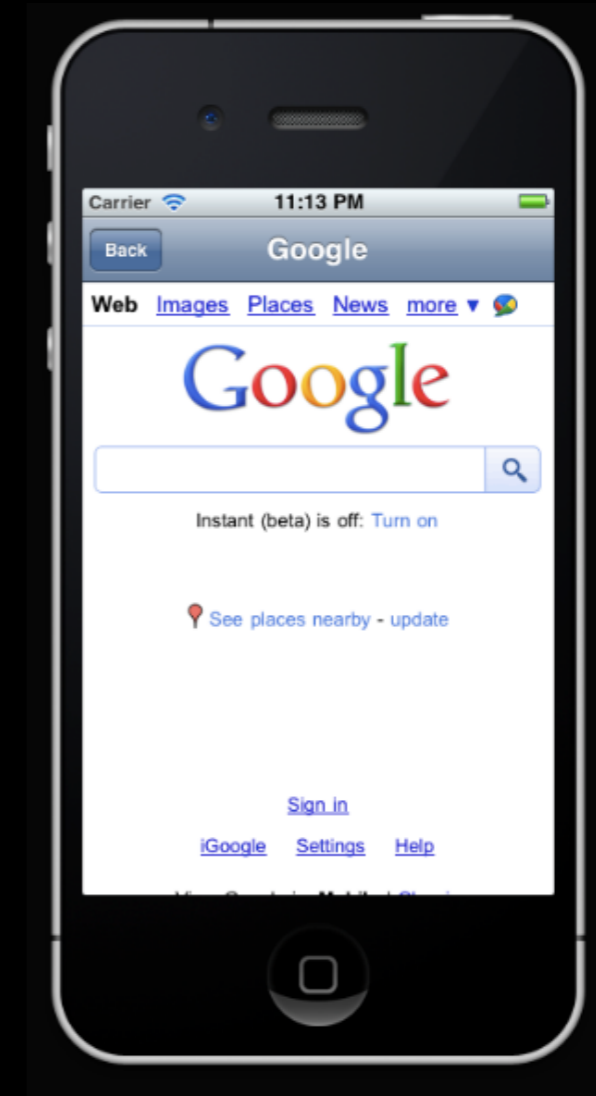 Carrier 11:13 PM
Back Google
Web Images Places News more ▼
Google
Instant (beta) is off: Turn on
See places nearby - update
Sign in
iGoogle Settings Help